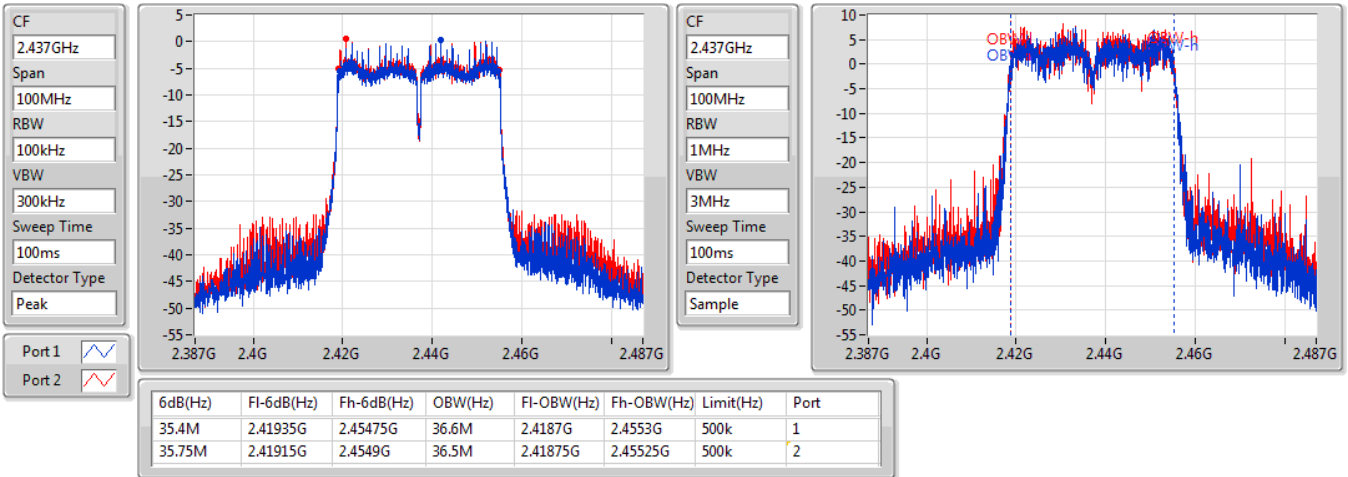 CF
2.437GHz
Span
100MHz
RBW
100kHz
VBW
300kHz
Sweep Time
100ms
Detector Type
Peak
5
0
-5
-10
-15
-20
-25
-30
-35
-40
-45
-50
-55
2.387G 2.4G 2.42G 2.44G 2.46G 2.487G
CF
2.437GHz
Span
100MHz
RBW
1MHz
VBW
3MHz
Sweep Time
100ms
Detector Type
Sample
10
5
0
-5
-10
-15
-20
-25
-30
-35
-40
-45
-50
-55
2.387G 2.4G 2.42G 2.44G 2.46G 2.487G
Port 1
Port 2
6dB(Hz) Fl-6dB(Hz) Fh-6dB(Hz) OBW(Hz) Fl-OBW(Hz) Fh-OBW(Hz) Limit(Hz) Port
35.4M 2.41935G 2.45475G 36.6M 2.4187G 2.4553G 500k 1
35.75M 2.41915G 2.4549G 36.5M 2.41875G 2.45525G 500k 2